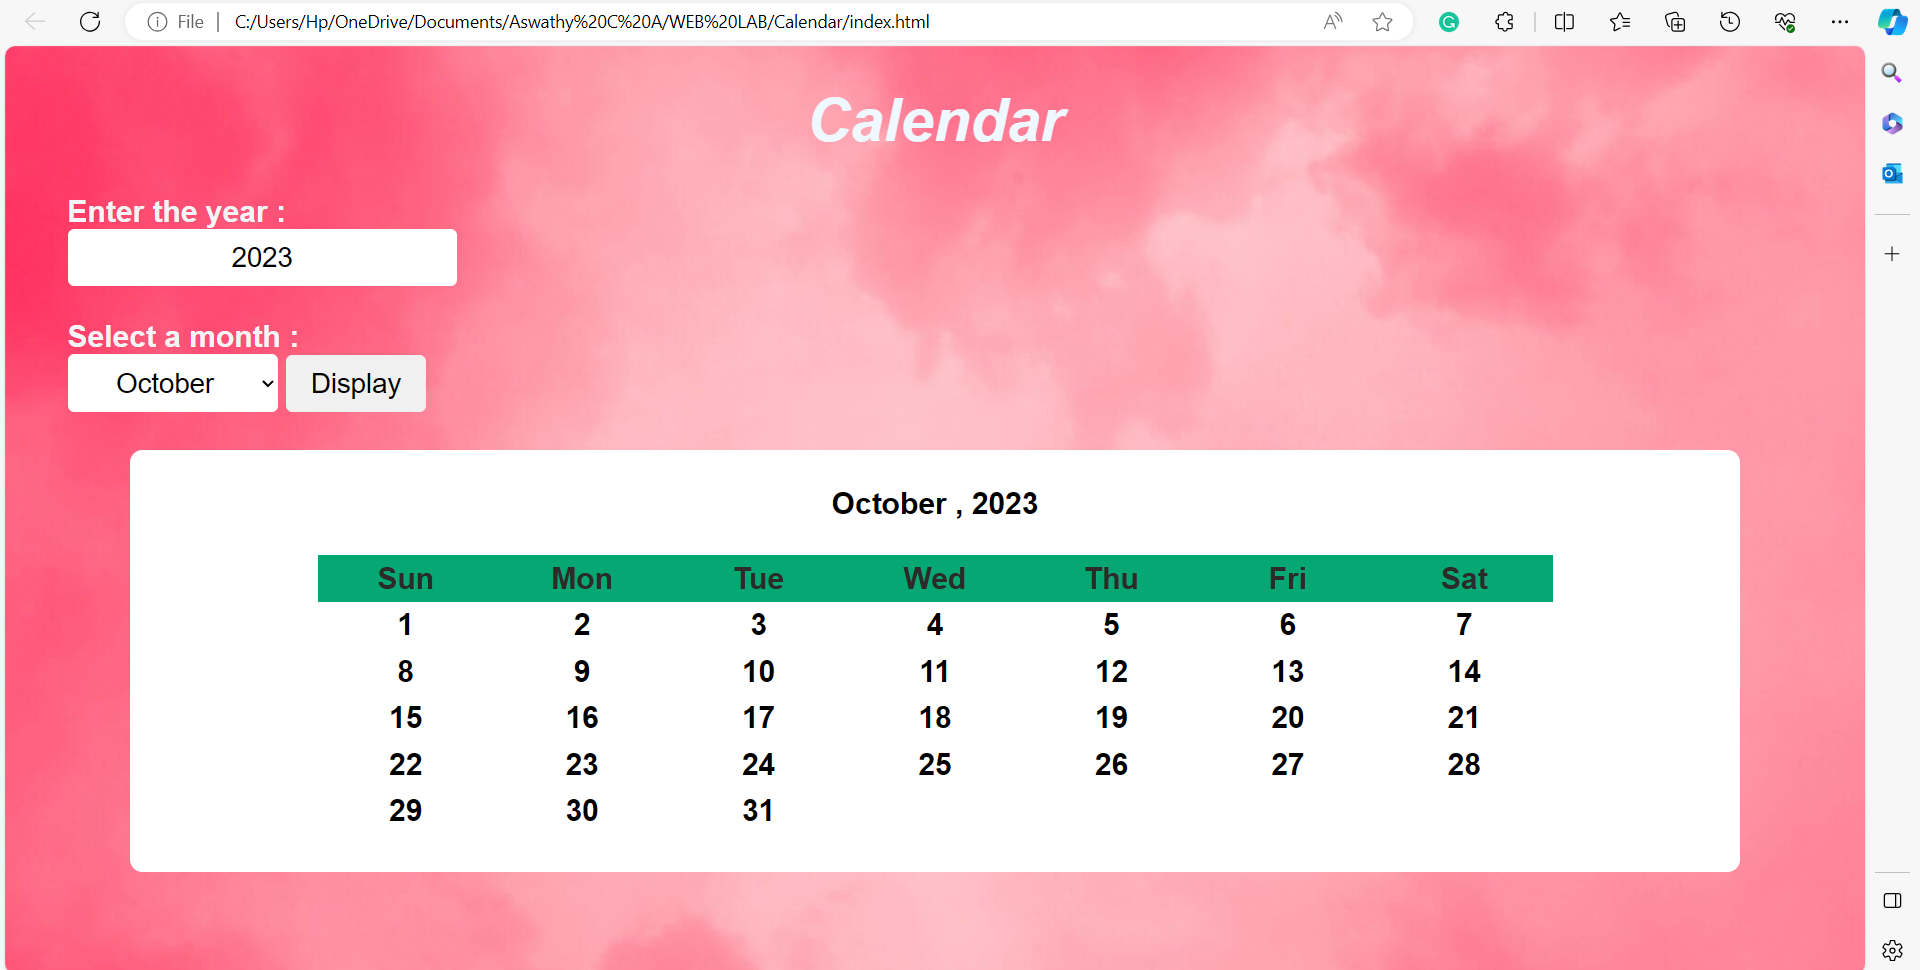 File
C:/Users/Hp/OneDrive/Documents/Aswathy%20C%20A/WEB%20LAB/Calendar/index.html
Calendar
Enter the year :
2023
Select a month :
October Display
October , 2023
Sun Mon Tue Wed Thu Fri Sat
1 2 3 4 5 6 7
8 9 10 11 12 13 14
15 16 17 18 19 20 21
22 23 24 25 26 27 28
29 30 31